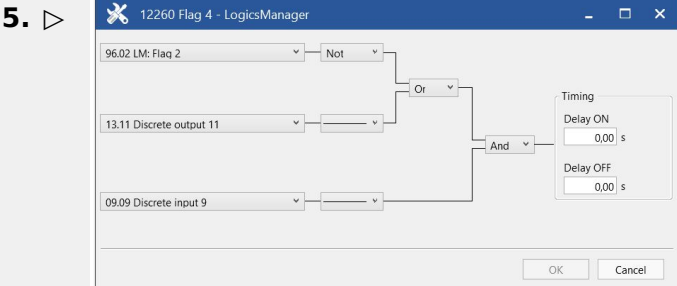 5. ▷
12260 Flag 4 - LogicsManager
96.02 LM: Flag 2
Not
Or
13.11 Discrete output 11
And
09.09 Discrete input 9
Timing
Delay ON
0,00 s
Delay OFF
0,00 s
OK
Cancel